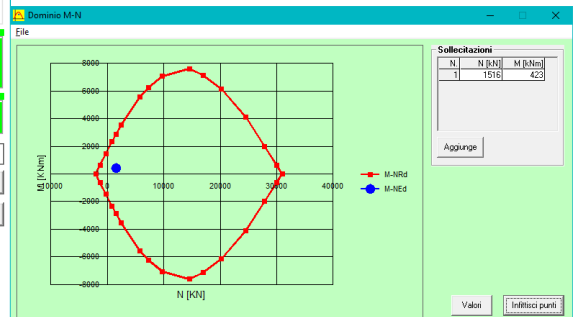 Dominio M-N
File
Sollecitazioni
N. N [kN] M [kNm]
1 1516 423
Aggiunge
8000
6000
4000
2000
0
-2000
-4000
-6000
-8000
M [KNm]
10000 0 10000 20000 30000 40000
N [KN]
M-NRd
M-NEd
Valori
Infittisci punti